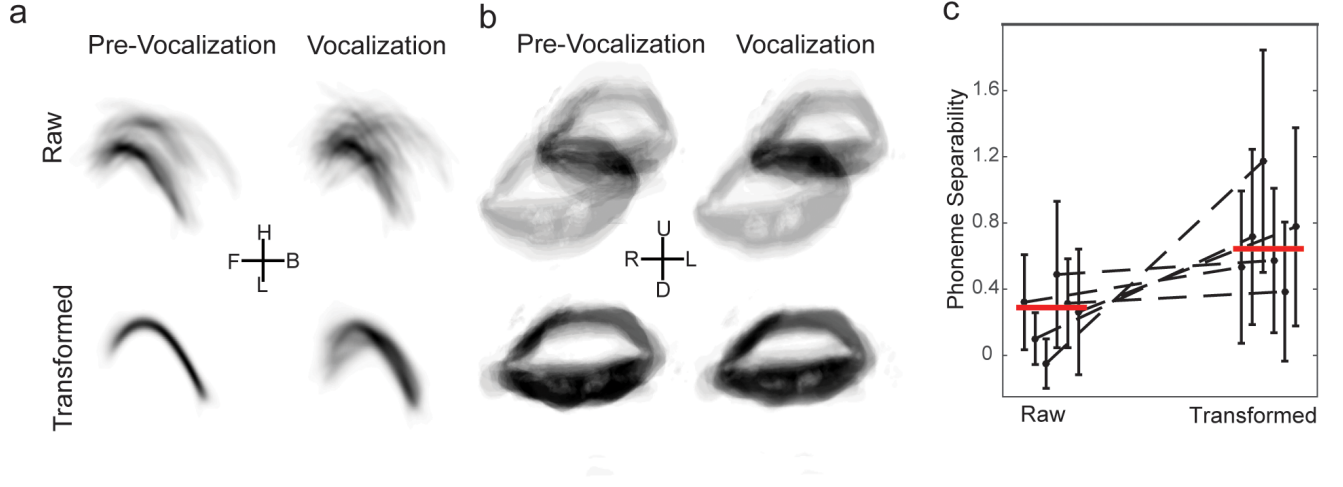 a
Pre-Vocalization Vocalization
Raw
H
F B
L
Transformed
b
Pre-Vocalization Vocalization
U
R L
D
c
Phoneme Separability
1.6
1.2
0.8
0.4
0
Raw Transformed